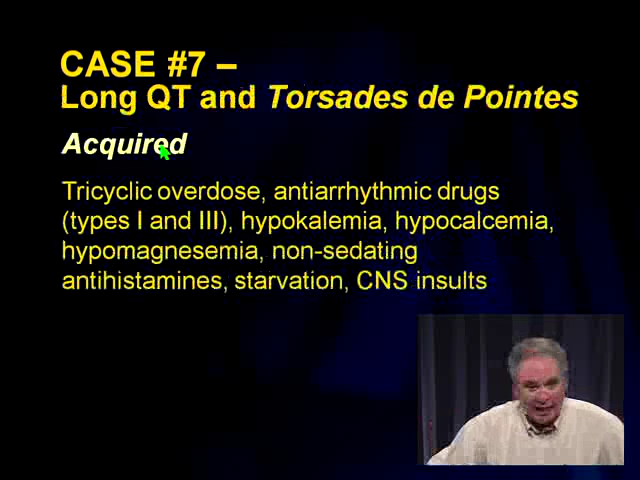 CASE #7 –
Long QT and Torsades de Pointes
Acquired
Tricyclic overdose, antiarrhythmic drugs
(types I and III), hypokalemia, hypocalcemia,
hypomagnesemia, non-sedating
antihistamines, starvation, CNS insults